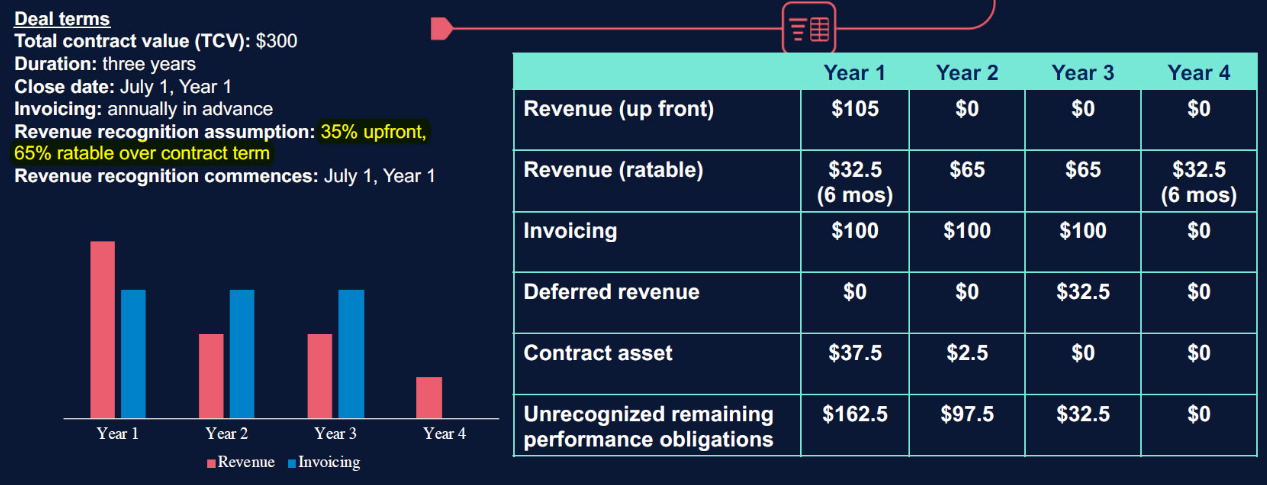 Deal terms
Total contract value (TCV): $300
Duration: three years
Close date: July 1, Year 1
Invoicing: annually in advance
Revenue recognition assumption: 35% upfront,
65% ratable over contract term
Revenue recognition commences: July 1, Year 1
Year 1 Year 2 Year 3 Year 4
Revenue (up front) $105 $0 $0 $0
Revenue (ratable) $32.5 $65 $65 $32.5
(6 mos) (6 mos)
Invoicing $100 $100 $100 $0
Deferred revenue $0 $0 $32.5 $0
Contract asset $37.5 $2.5 $0 $0
Unrecognized remaining $162.5 $97.5 $32.5 $0
performance obligations
Year 1 Year 2 Year 3 Year 4
Revenue Invoicing